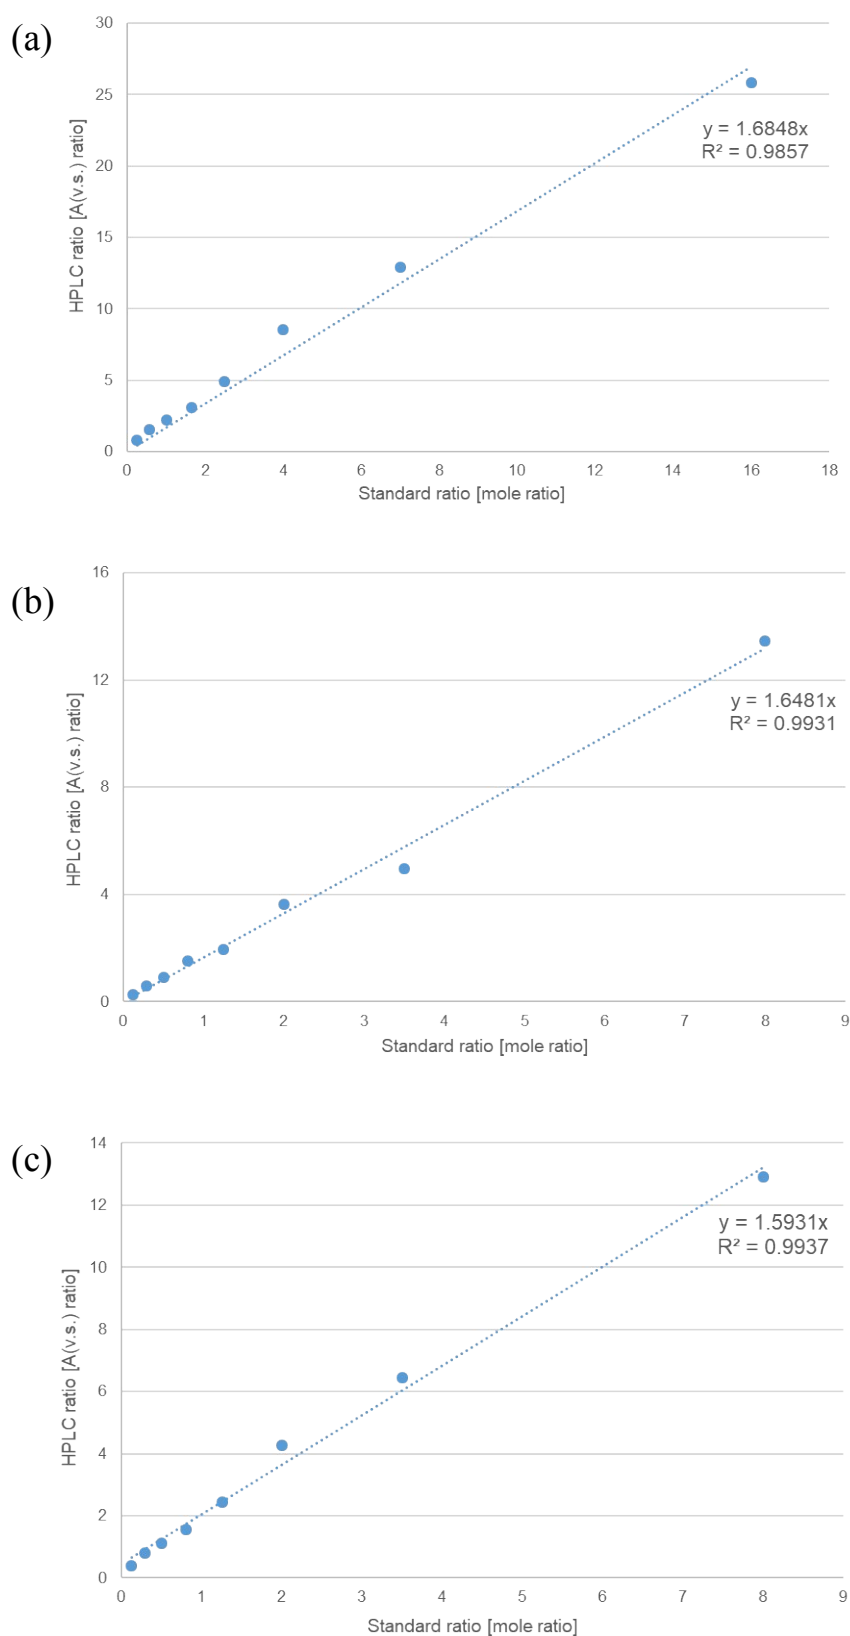 (a)
30
25
20
15
10
5
0
HPLC ratio [A(v.s.) ratio]
y = 1.6848x
R² = 0.9857
0 2 4 6 8 10 12 14 16 18
Standard ratio [mole ratio]
(b)
16
12
8
4
0
HPLC ratio [A(v.s.) ratio]
y = 1.6481x
R² = 0.9931
0 1 2 3 4 5 6 7 8 9
Standard ratio [mole ratio]
(c)
14
12
10
8
6
4
2
0
HPLC ratio [A(v.s.) ratio]
y = 1.5931x
R² = 0.9937
0 1 2 3 4 5 6 7 8 9
Standard ratio [mole ratio]